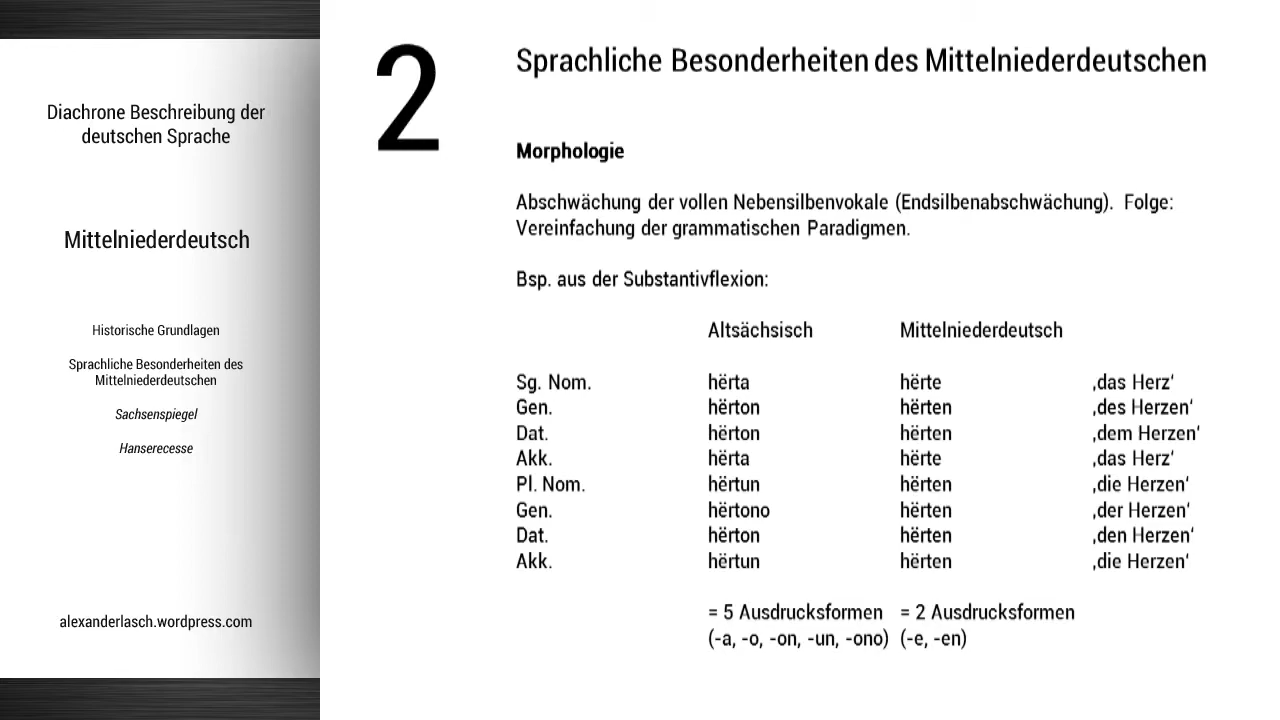 Diachrone Beschreibung der
deutschen Sprache
Mittelniederdeutsch
Historische Grundlagen
Sprachliche Besonderheiten des
Mittelniederdeutschen
Sachsenspiegel
Hanserecesse
alexanderlasch.wordpress.com
2
Sprachliche Besonderheiten des Mittelniederdeutschen
Morphologie
Abschwächung der vollen Nebensilbenvokale (Endsilbenabschwächung). Folge:
Vereinfachung der grammatischen Paradigmen.
Bsp. aus der Substantivflexion:
Altsächsisch Mittelniederdeutsch
Sg. Nom. hërta hërte ‚das Herz‘
Gen. hërton hërten ‚des Herzen‘
Dat. hërton hërten ‚dem Herzen‘
Akk. hërta hërte ‚das Herz‘
Pl. Nom. hërtun hërten ‚die Herzen‘
Gen. hërtono hërten ‚der Herzen‘
Dat. hërton hërten ‚den Herzen‘
Akk. hërtun hërten ‚die Herzen‘
= 5 Ausdrucksformen = 2 Ausdrucksformen
(-a, -o, -on, -un, -ono) (-e, -en)